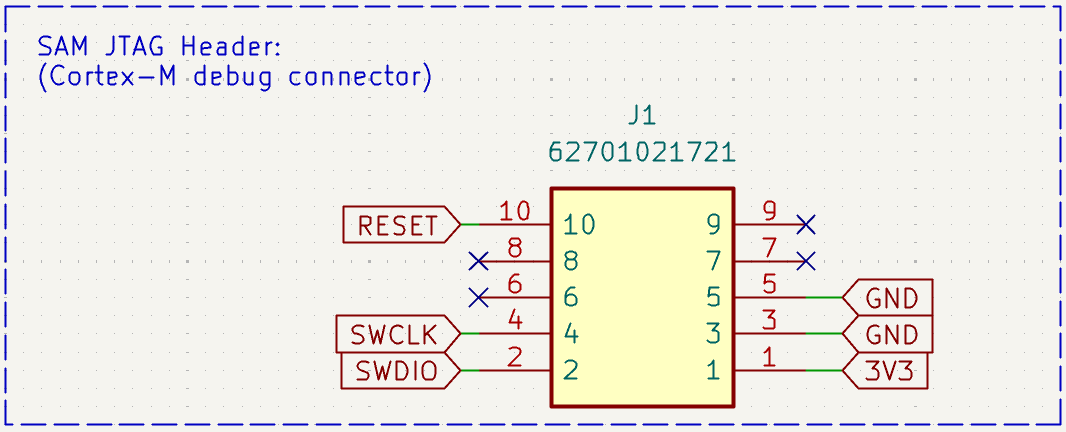 SAM JTAG Header:
(Cortex-M debug connector)
J1
62701021721
RESET 10 10 9 9
8 8 7 7
6 6 5 5 GND
SWCLK 4 4 3 3 GND
SWDIO 2 2 1 1 3V3